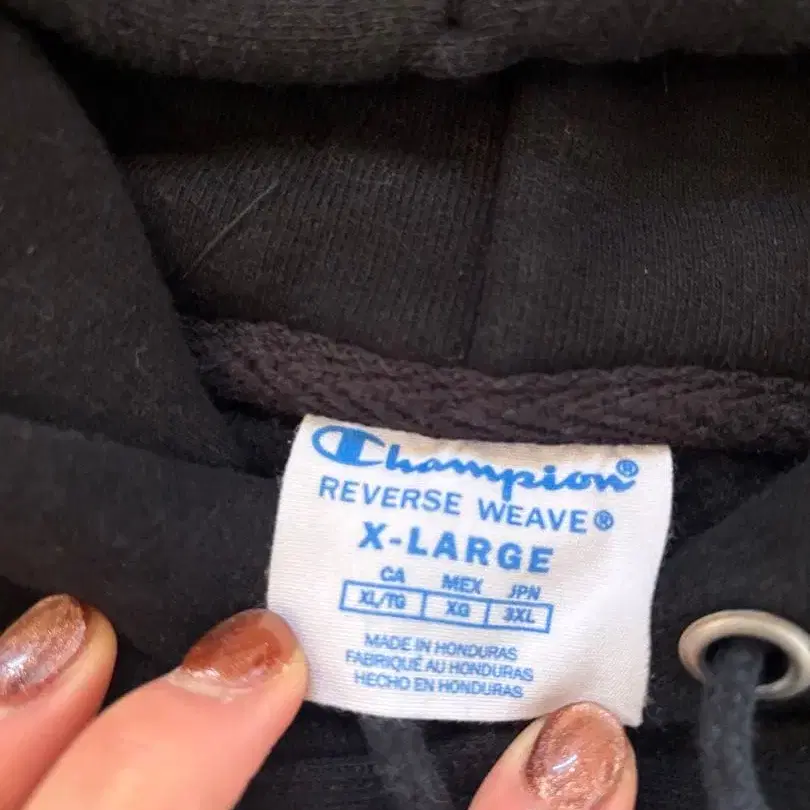 Champion®
REVERSE WEAVE®
X-LARGE
CA MEX JPN
XL/TG XG 3XL
MADE IN HONDURAS
FABRIQUÉ AU HONDURAS
HECHO EN HONDURAS